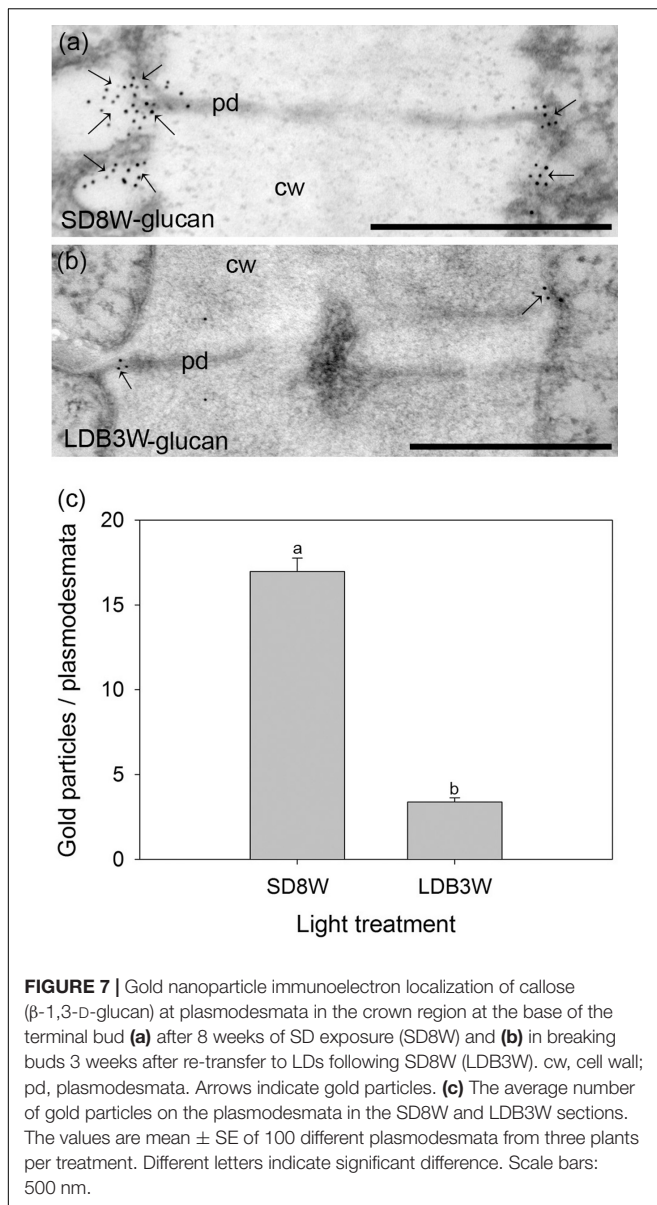 (a)
pd
cw
SD8W-glucan
(b)
cw
pd
LDB3W-glucan
(c)
Gold particles / plasmodesmata
20
15
10
5
0
a
b
SD8W
LDB3W
Light treatment
FIGURE 7 | Gold nanoparticle immunoelectron localization of callose
(β-1,3-D-glucan) at plasmodesmata in the crown region at the base of the
terminal bud (a) after 8 weeks of SD exposure (SD8W) and (b) in breaking
buds 3 weeks after re-transfer to LDs following SD8W (LDB3W). cw, cell wall;
pd, plasmodesmata. Arrows indicate gold particles. (c) The average number
of gold particles on the plasmodesmata in the SD8W and LDB3W sections.
The values are mean ± SE of 100 different plasmodesmata from three plants
per treatment. Different letters indicate significant difference. Scale bars:
500 nm.